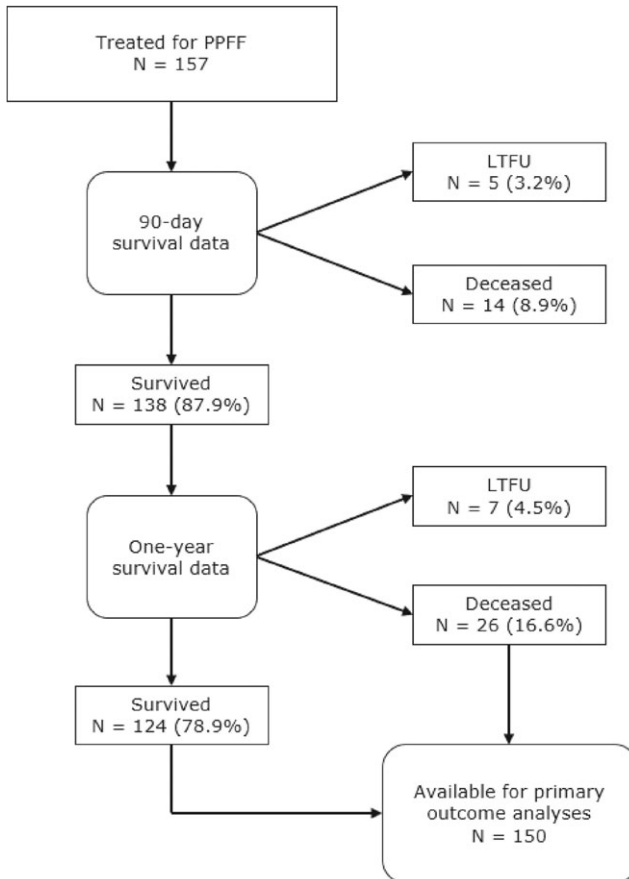 Treated for PPFF
N = 157
LTFU
N = 5 (3.2%)
90-day
survival data
Deceased
N = 14 (8.9%)
Survived
N = 138 (87.9%)
LTFU
N = 7 (4.5%)
One-year
survival data
Deceased
N = 26 (16.6%)
Survived
N = 124 (78.9%)
Available for primary
outcome analyses
N = 150